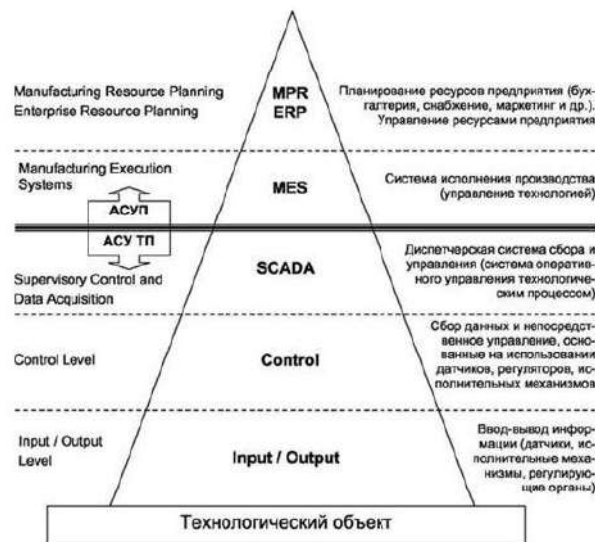 Manufacturing Resource Planning
Enterprise Resource Planning
MPR
ERP
Планирование ресурсов предприятия (бух-
галтерия, снабжение, маркетинг и др.).
Управление ресурсами предприятия
Manufacturing Execution
Systems
MES
Система исполнения производства
(управление технологией)
АСУП
АСУ ТП
Supervisory Control and
Data Acquisition
SCADA
Диспетчерская система сбора и
управления (система оператив-
ного управления технологиче-
ским процессом)
Control Level
Control
Сбор данных и непосредст-
венное управление, осно-
ванные на использовании
датчиков, регуляторов, ис-
полнительных механизмов
Input / Output
Level
Input / Output
Ввод-вывод инфор-
мации (датчики, ис-
полнительные меха-
низмы, регулирую-
щие органы)
Технологический объект